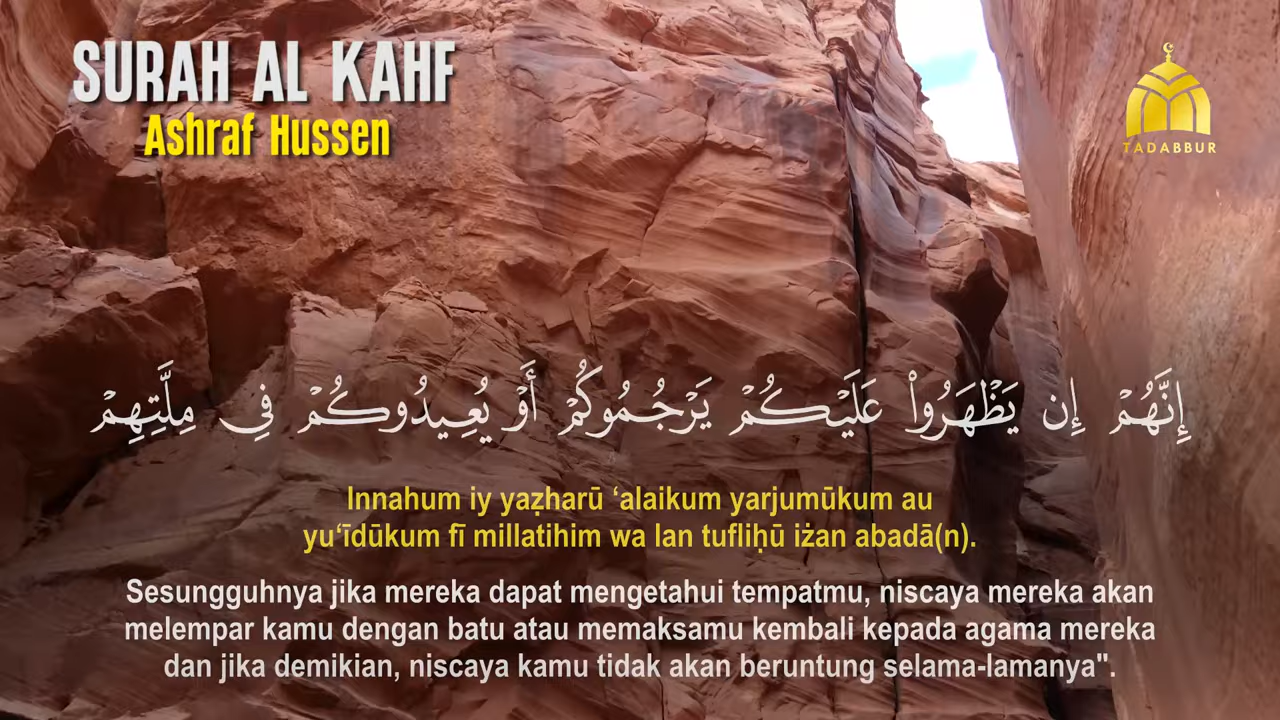 SURAH AL KAHF
Ashraf Hussen
TADABBUR
إِنَّهُمْ إِن يَظْهَرُوا۟ عَلَيْكُمْ يَرْجُمُوكُمْ أَوْ يُعِيدُوكُمْ فِى مِلَّتِهِمْ
Innahum iy yaẓharū ‘alaikum yarjumūkum au
yu‘īdūkum fī millatihim wa lan tufliḥū iżan abadā(n).
Sesungguhnya jika mereka dapat mengetahui tempatmu, niscaya mereka akan
melempar kamu dengan batu atau memaksamu kembali kepada agama mereka
dan jika demikian, niscaya kamu tidak akan beruntung selama-lamanya".